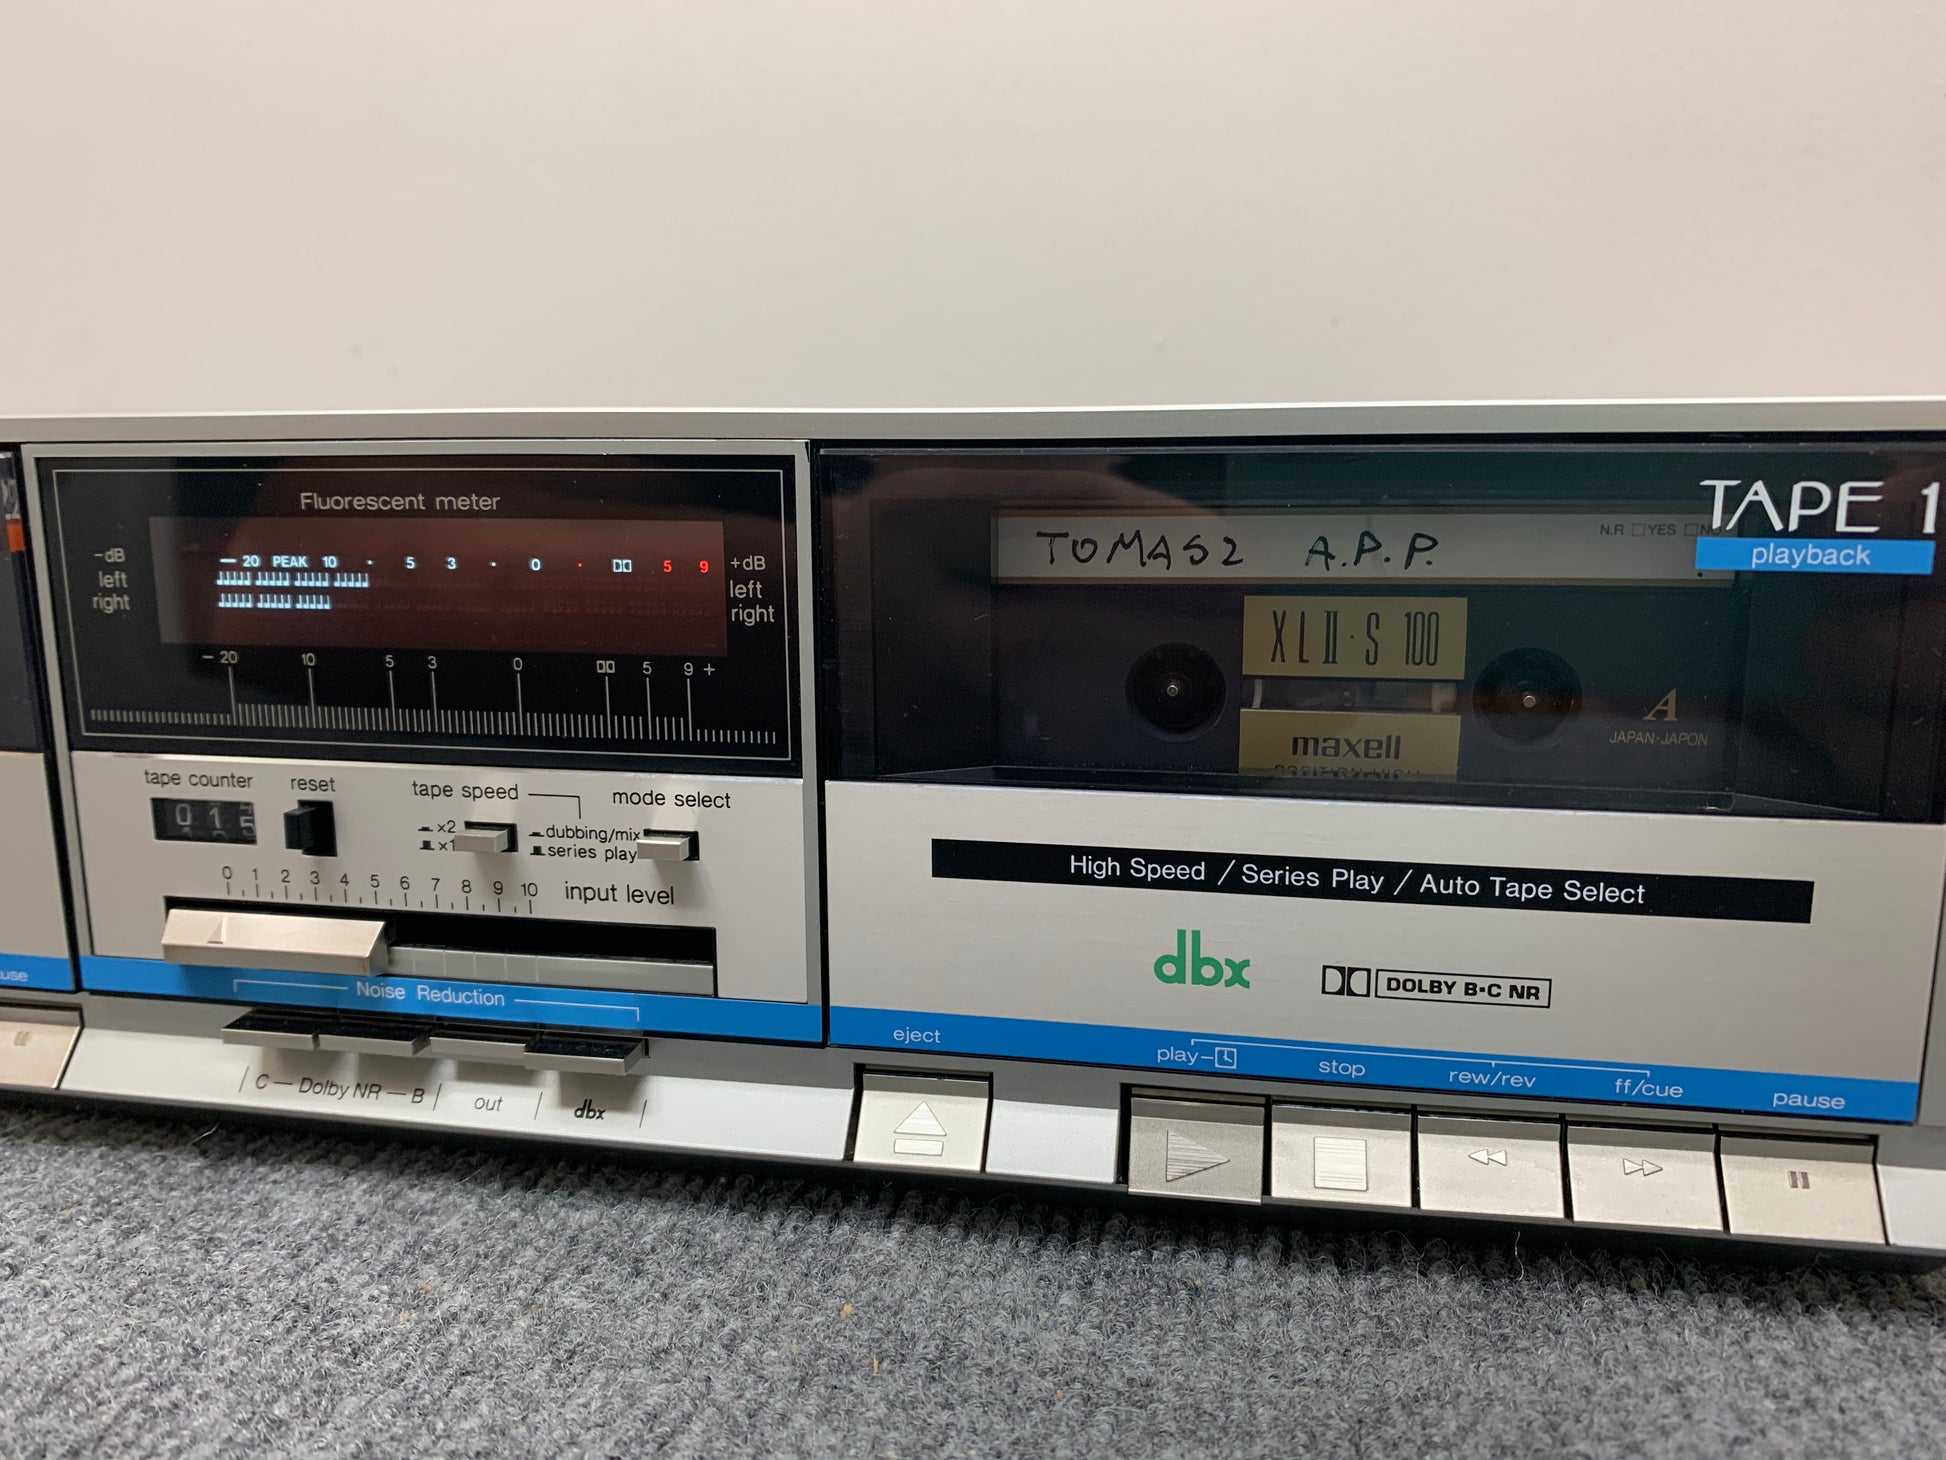 Fluorescent meter
-dB
left
right
-20 PEAK 10 · 5 3 · 0 · 5 9
+dB
left
right
-20 10 5 3 0 5 9 +
tape counter
015
reset
tape speed
x2
x1
mode select
dubbing/mix
series play
0 1 2 3 4 5 6 7 8 9 10
input level
Noise Reduction
C — Dolby NR — B
out
dbx
TOMASZ A.P.P.
N.R □YES □NO
TAPE 1
playback
XLII·S 100
maxell
A
JAPAN·JAPON
High Speed / Series Play / Auto Tape Select
dbx
DOLBY B·C NR
eject
play-
stop
rew/rev
ff/cue
pause